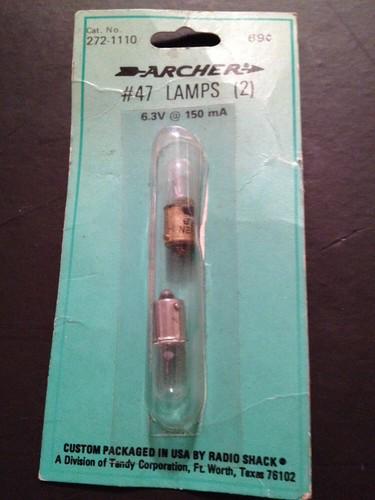 Cat. No.
272-1110
69¢
ARCHER
#47 LAMPS (2)
6.3V @ 150 mA
CUSTOM PACKAGED IN USA BY RADIO SHACK
A Division of Tandy Corporation, Ft. Worth, Texas 76102